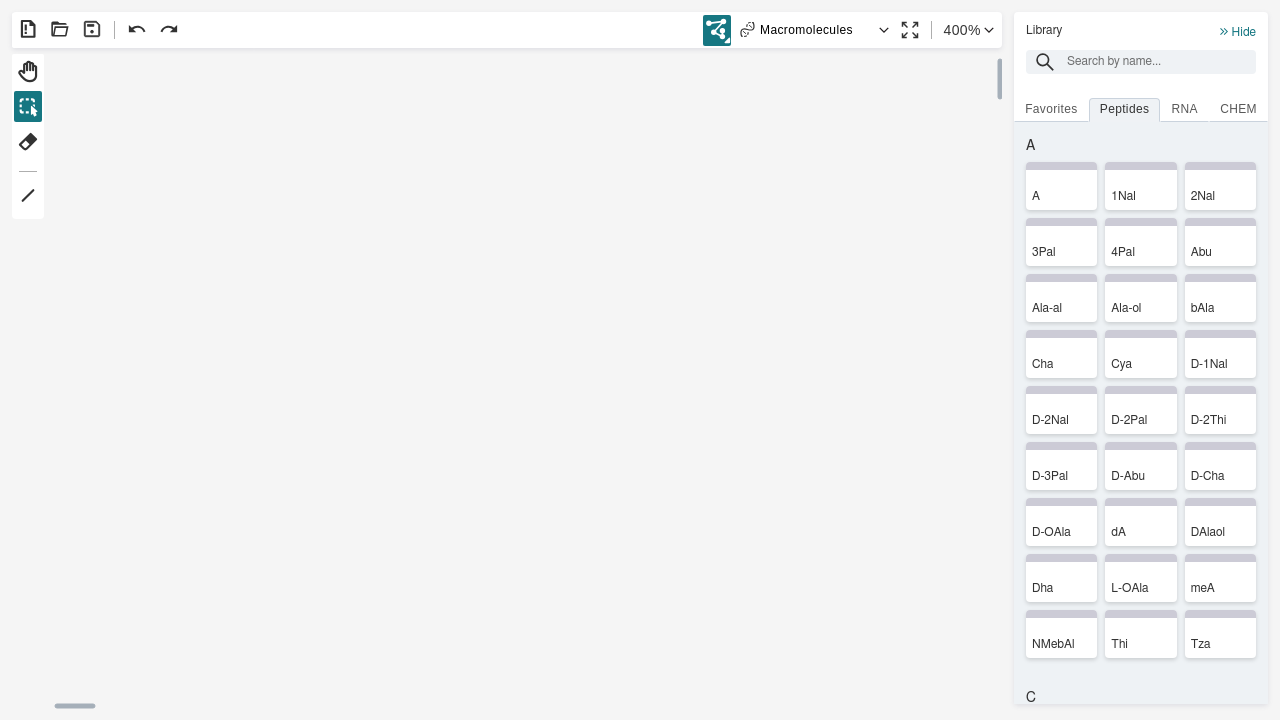 Macromolecules
400%
Library
Hide
Search by name...
Favorites
Peptides
RNA
CHEM
A
A
1Nal
2Nal
3Pal
4Pal
Abu
Ala-al
Ala-ol
bAla
Cha
Cya
D-1Nal
D-2Nal
D-2Pal
D-2Thi
D-3Pal
D-Abu
D-Cha
D-OAla
dA
DAlaol
Dha
L-OAla
meA
NMebAl
Thi
Tza
C